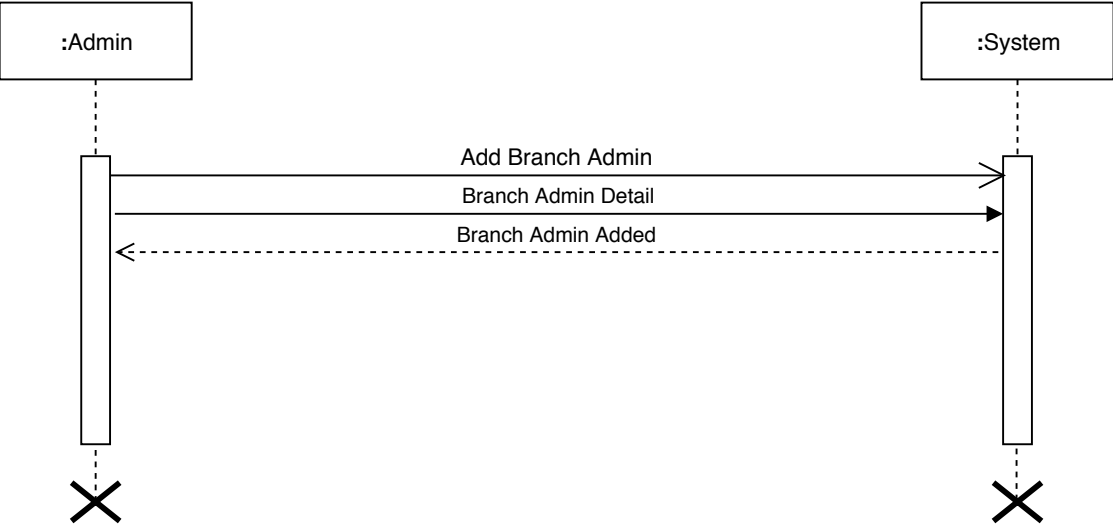 :Admin
:System
Add Branch Admin
Branch Admin Detail
Branch Admin Added